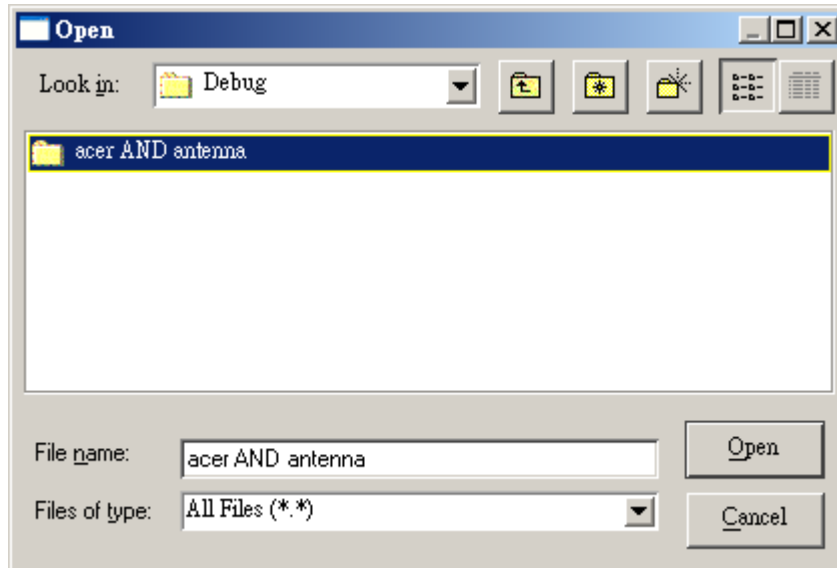 Open
Look in: Debug
acer AND antenna
File name: acer AND antenna Open
Files of type: All Files (*.*) Cancel